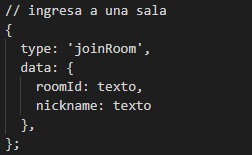 // ingresa a una sala
{
  type: 'joinRoom',
  data: {
    roomId: texto,
    nickname: texto
  },
};